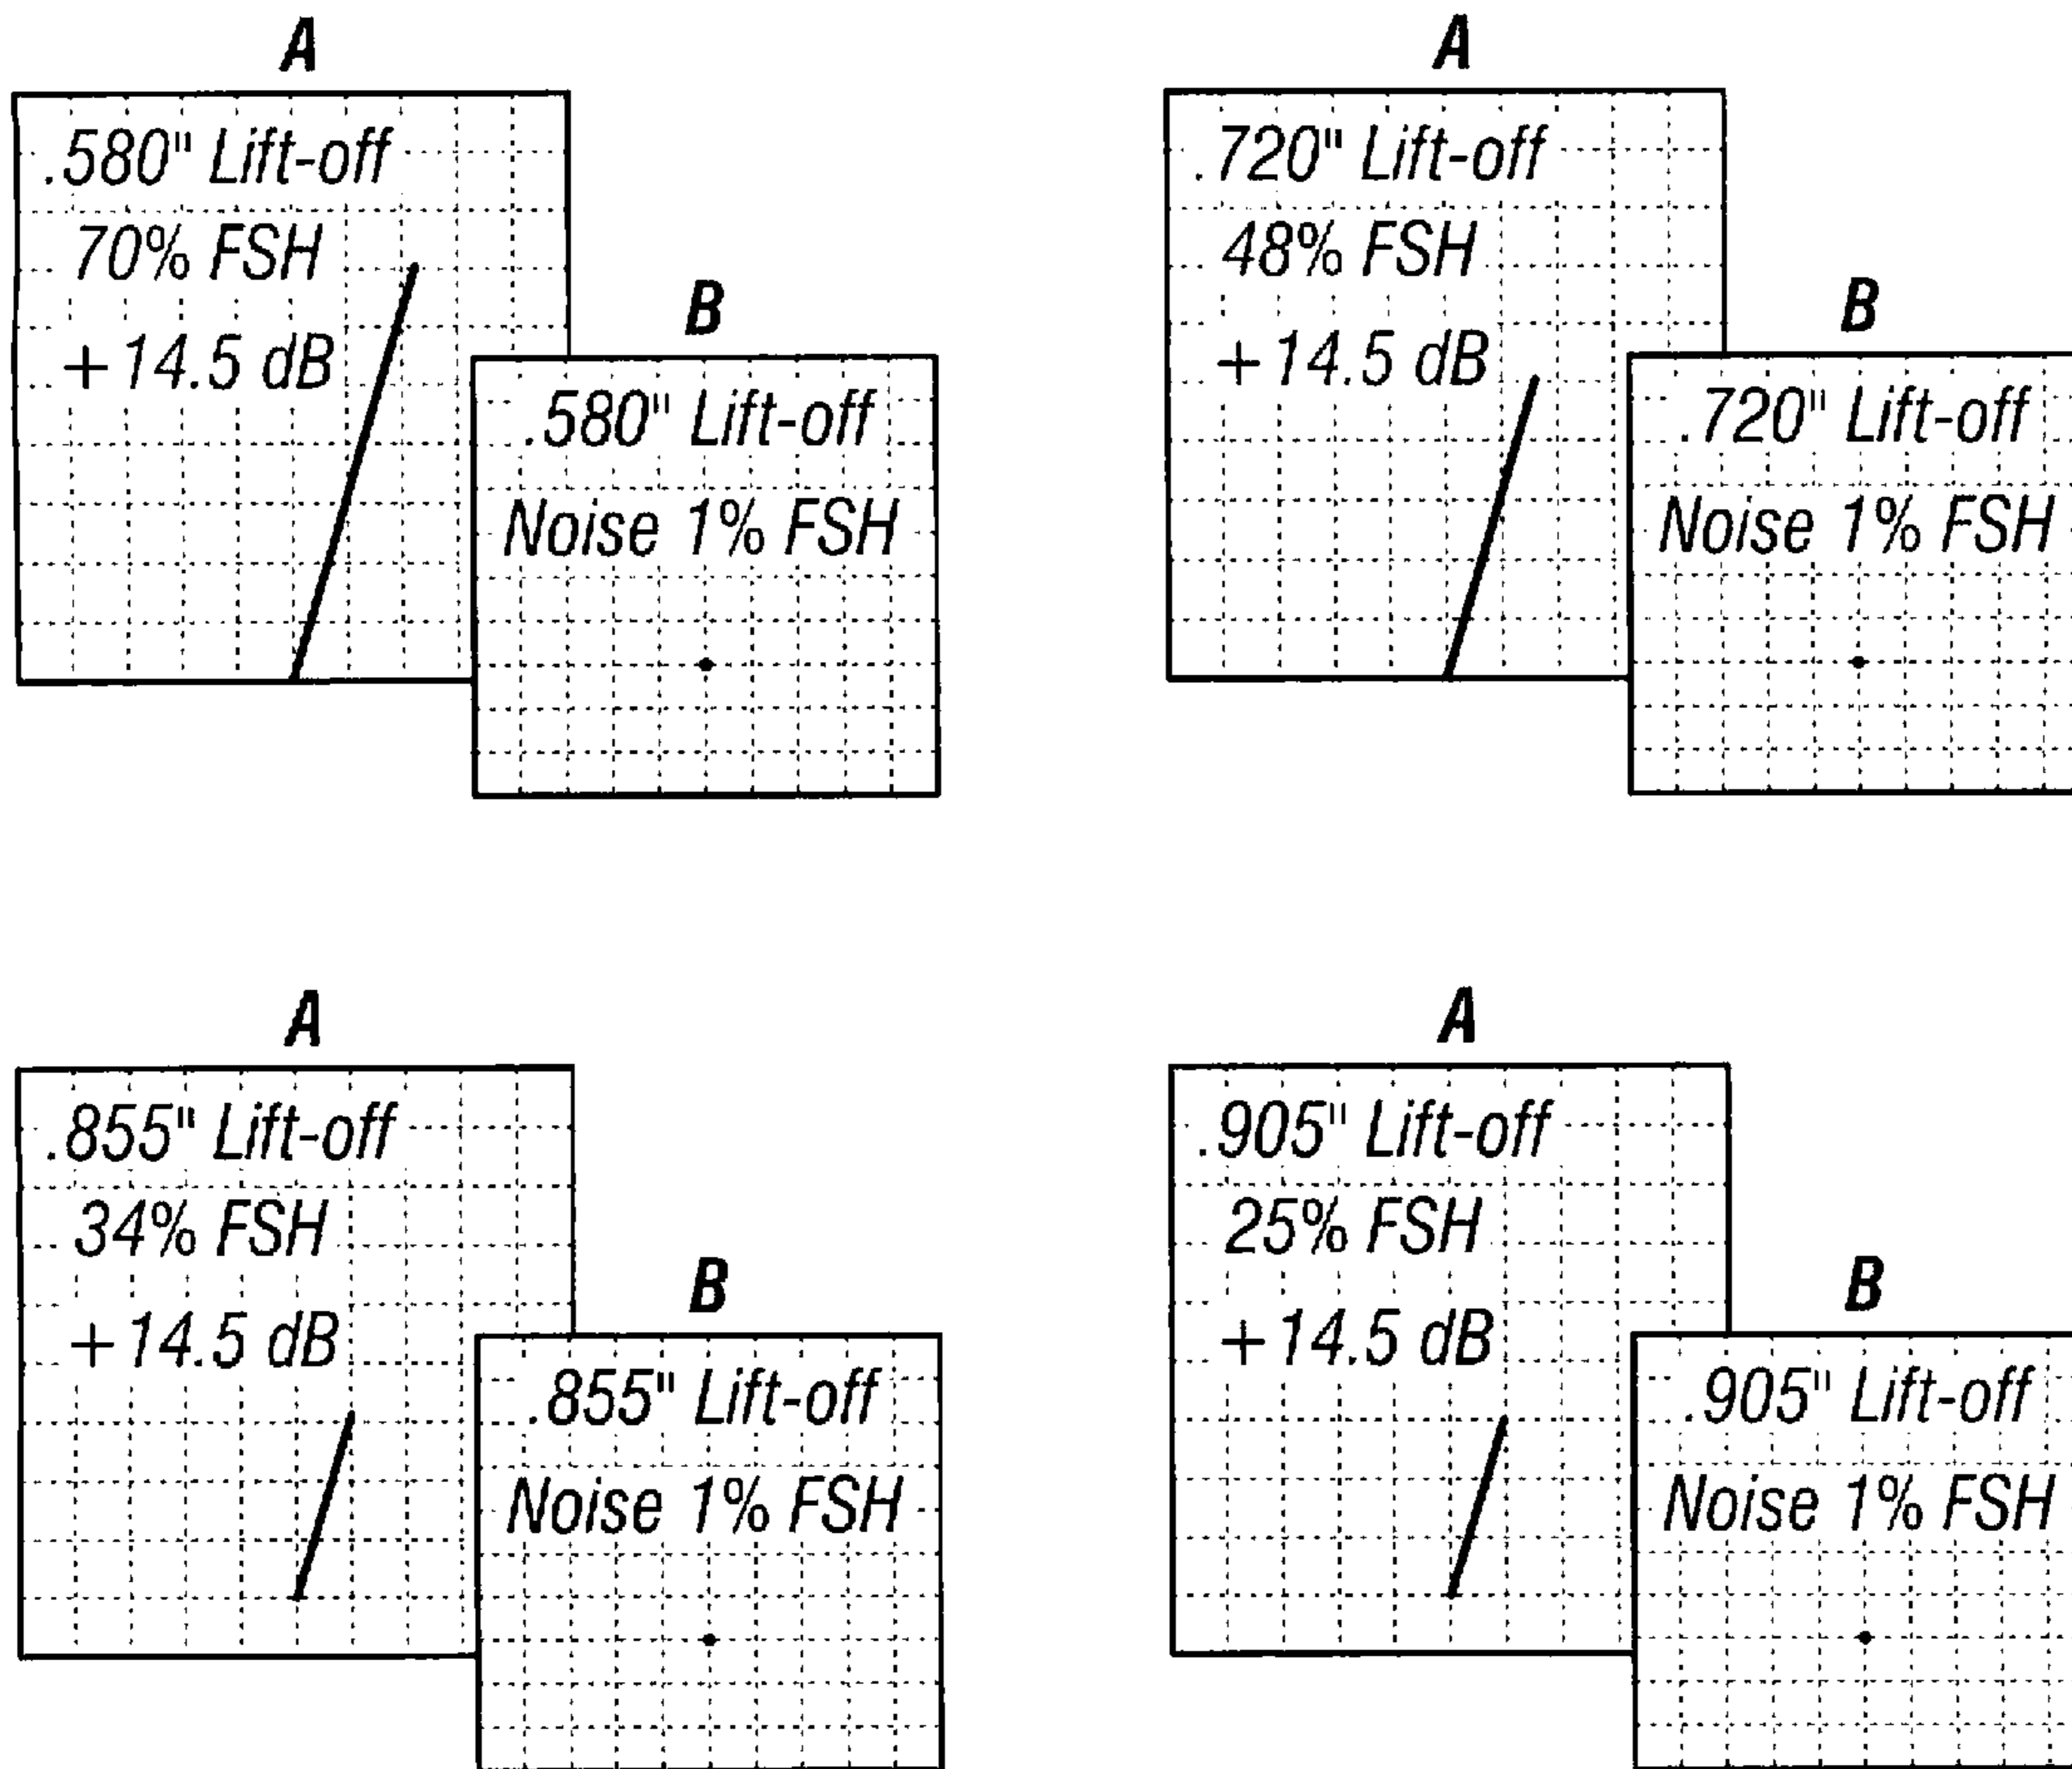 A
.580" Lift-off
70% FSH
+14.5 dB
B
.580" Lift-off
Noise 1% FSH
A
.720" Lift-off
48% FSH
+14.5 dB
B
.720" Lift-off
Noise 1% FSH
A
.855" Lift-off
34% FSH
+14.5 dB
B
.855" Lift-off
Noise 1% FSH
A
.905" Lift-off
25% FSH
+14.5 dB
B
.905" Lift-off
Noise 1% FSH